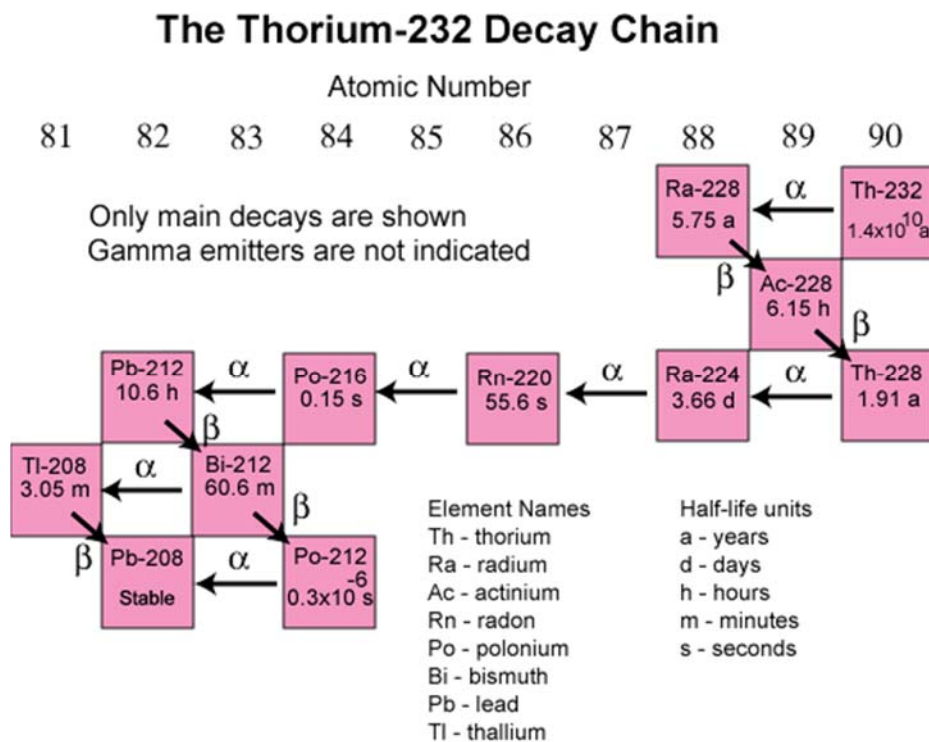 The Thorium-232 Decay Chain
Atomic Number
81 82 83 84 85 86 87 88 89 90
Only main decays are shown
Gamma emitters are not indicated
Ra-228
5.75 a
α
Th-232
1.4x10^10 a
β
Ac-228
6.15 h
β
Pb-212
10.6 h
α
Po-216
0.15 s
α
Rn-220
55.6 s
α
Ra-224
3.66 d
α
Th-228
1.91 a
β
Tl-208
3.05 m
α
Bi-212
60.6 m
β
β
Pb-208
Stable
α
Po-212
0.3x10^-6 s
Element Names
Th - thorium
Ra - radium
Ac - actinium
Rn - radon
Po - polonium
Bi - bismuth
Pb - lead
Tl - thallium
Half-life units
a - years
d - days
h - hours
m - minutes
s - seconds